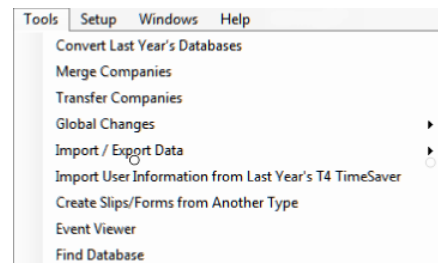 Tools Setup Windows Help
Convert Last Year's Databases
Merge Companies
Transfer Companies
Global Changes
Import / Export Data
Import User Information from Last Year's T4 TimeSaver
Create Slips/Forms from Another Type
Event Viewer
Find Database